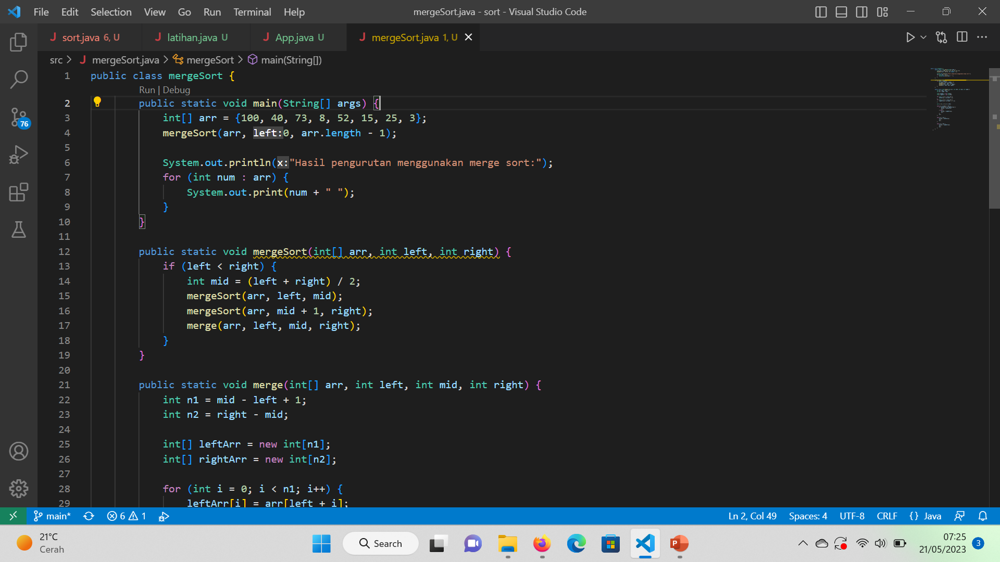 File Edit Selection View Go Run Terminal Help mergeSort.java - sort - Visual Studio Code
sort.java 6, U latihan.java U App.java U mergeSort.java 1, U
src > mergeSort.java > mergeSort > main(String[])
1 public class mergeSort {
Run | Debug
2 public static void main(String[] args) {
3 int[] arr = {100, 40, 73, 8, 52, 15, 25, 3};
4 mergeSort(arr, left:0, arr.length - 1);
5
6 System.out.println(x:"Hasil pengurutan menggunakan merge sort:");
7 for (int num : arr) {
8 System.out.print(num + " ");
9 }
10 }
11
12 public static void mergeSort(int[] arr, int left, int right) {
13 if (left < right) {
14 int mid = (left + right) / 2;
15 mergeSort(arr, left, mid);
16 mergeSort(arr, mid + 1, right);
17 merge(arr, left, mid, right);
18 }
19 }
20
21 public static void merge(int[] arr, int left, int mid, int right) {
22 int n1 = mid - left + 1;
23 int n2 = right - mid;
24
25 int[] leftArr = new int[n1];
26 int[] rightArr = new int[n2];
27
28 for (int i = 0; i < n1; i++) {
29 leftArr[i] = arr[left + i];
76
main* 6 1 Ln 2, Col 49 Spaces: 4 UTF-8 CRLF {} Java
21°C
Cerah
Search
07:25
21/05/2023
3